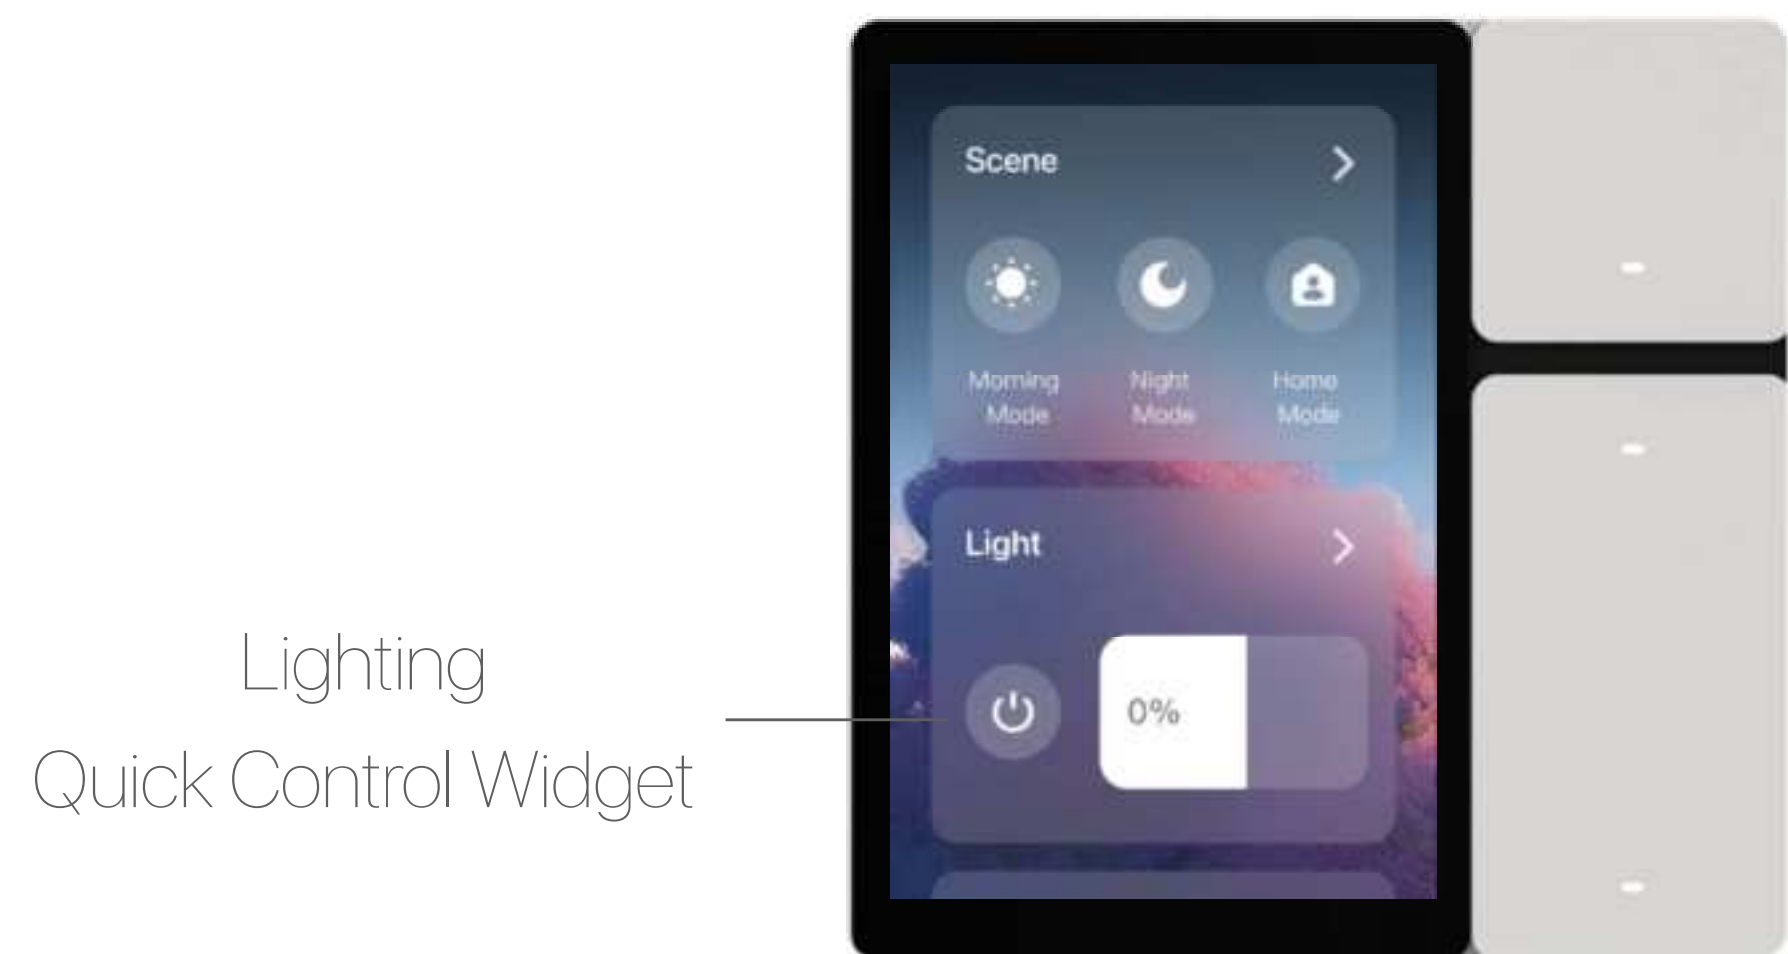 Scene
Morning Night Home
Mode Mode Mode
Light
0%
Lighting
Quick Control Widget